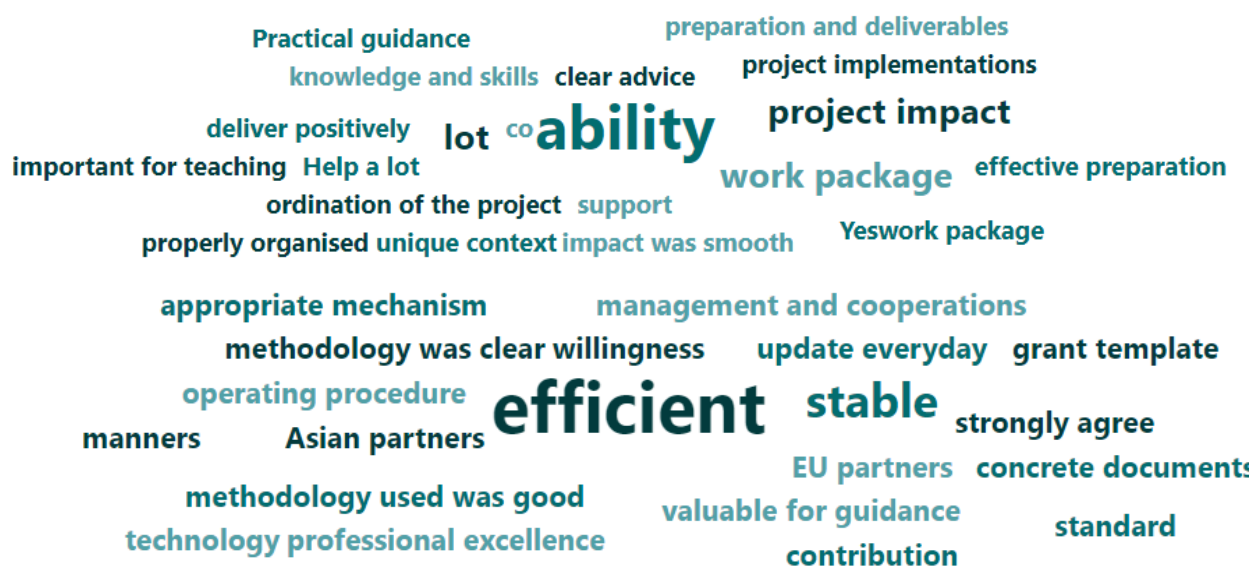 preparation and deliverables
Practical guidance
project implementations
knowledge and skills clear advice
project impact
deliver positively lot co ability
important for teaching Help a lot work package effective preparation
ordination of the project support
properly organised unique context impact was smooth Yeswork package
appropriate mechanism management and cooperations
methodology was clear willingness update everyday grant template
operating procedure efficient stable
manners Asian partners strongly agree
EU partners concrete documents
methodology used was good valuable for guidance
technology professional excellence standard
contribution